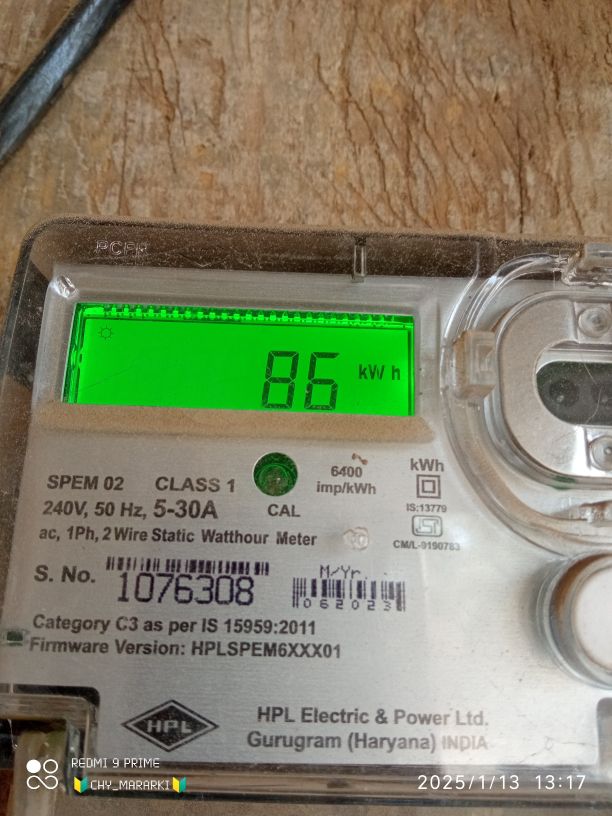 86 kWh
SPEM 02 CLASS 1
6400
imp/kWh
kWh
240V, 50 Hz, 5-30A
CAL
IS:13779
ac, 1Ph, 2 Wire Static Watthour Meter
CM/L-9190783
S. No. 1076308
M/Yr.
062023
Category C3 as per IS 15959:2011
Firmware Version: HPLSPEM6XXX01
HPL
HPL Electric & Power Ltd.
Gurugram (Haryana) INDIA
REDMI 9 PRIME
CHY_MARARKI
2025/1/13 13:17